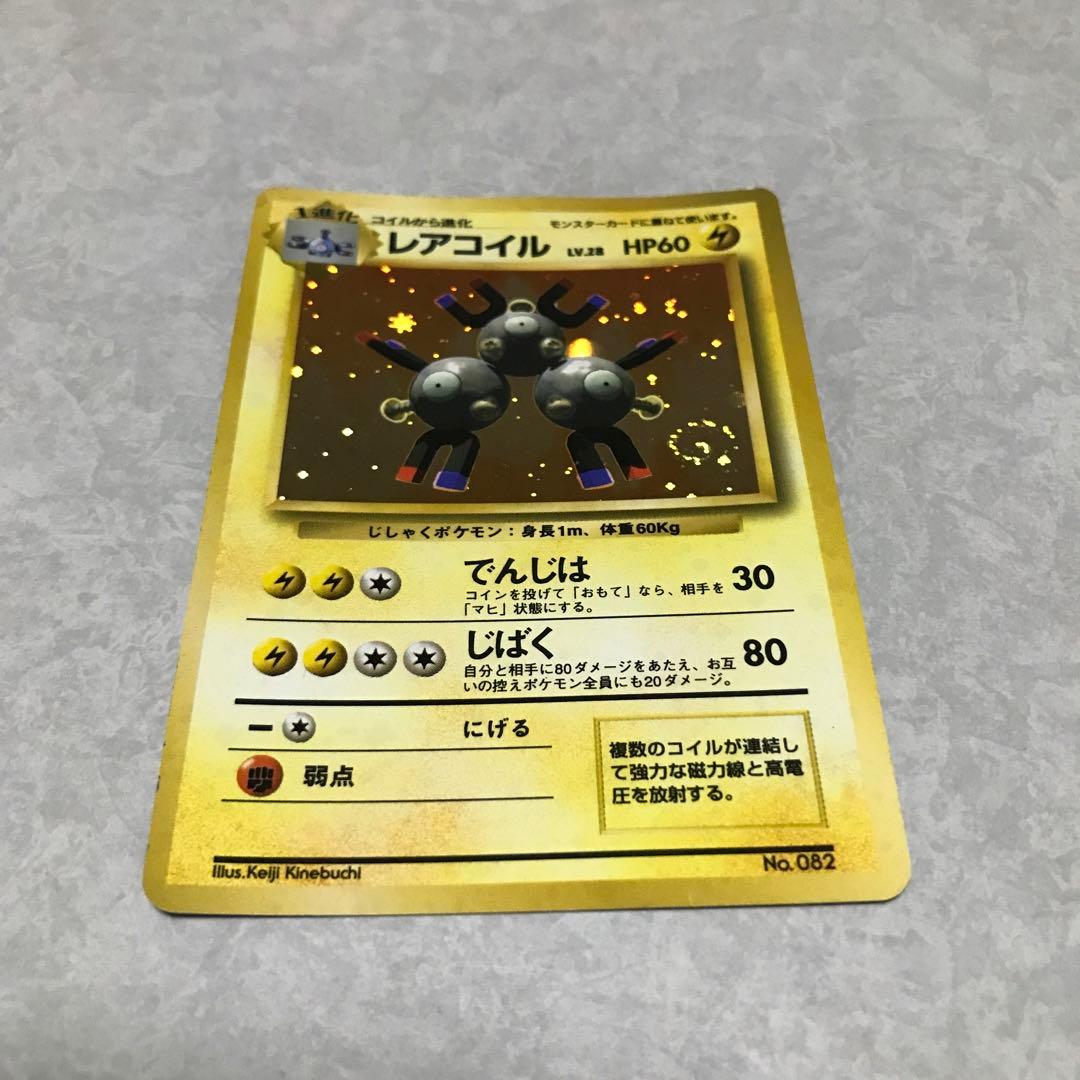 1進化 コイルから進化 モンスターカードに重ねて使います。
レアコイル LV.28 HP60
じしゃくポケモン：身長1m、体重60Kg
でんじは 30
コインを投げて「おもて」なら、相手を
「マヒ」状態にする。
じばく 80
自分と相手に80ダメージをあたえ、お互
いの控えポケモン全員にも20ダメージ。
ー にげる
弱点
複数のコイルが連結し
て強力な磁力線と高電
圧を放射する。
Illus.Keiji Kinebuchi No. 082